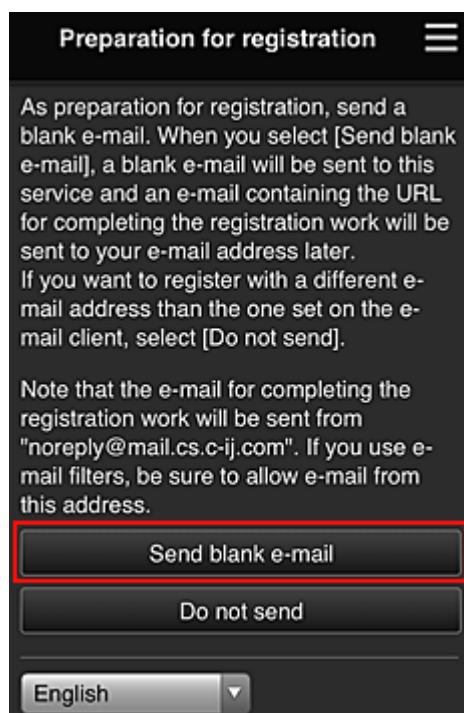 Preparation for registration
As preparation for registration, send a
blank e-mail. When you select [Send blank
e-mail], a blank e-mail will be sent to this
service and an e-mail containing the URL
for completing the registration work will be
sent to your e-mail address later.
If you want to register with a different e-
mail address than the one set on the e-
mail client, select [Do not send].
Note that the e-mail for completing the
registration work will be sent from
"noreply@mail.cs.c-ij.com". If you use e-
mail filters, be sure to allow e-mail from
this address.
Send blank e-mail
Do not send
English